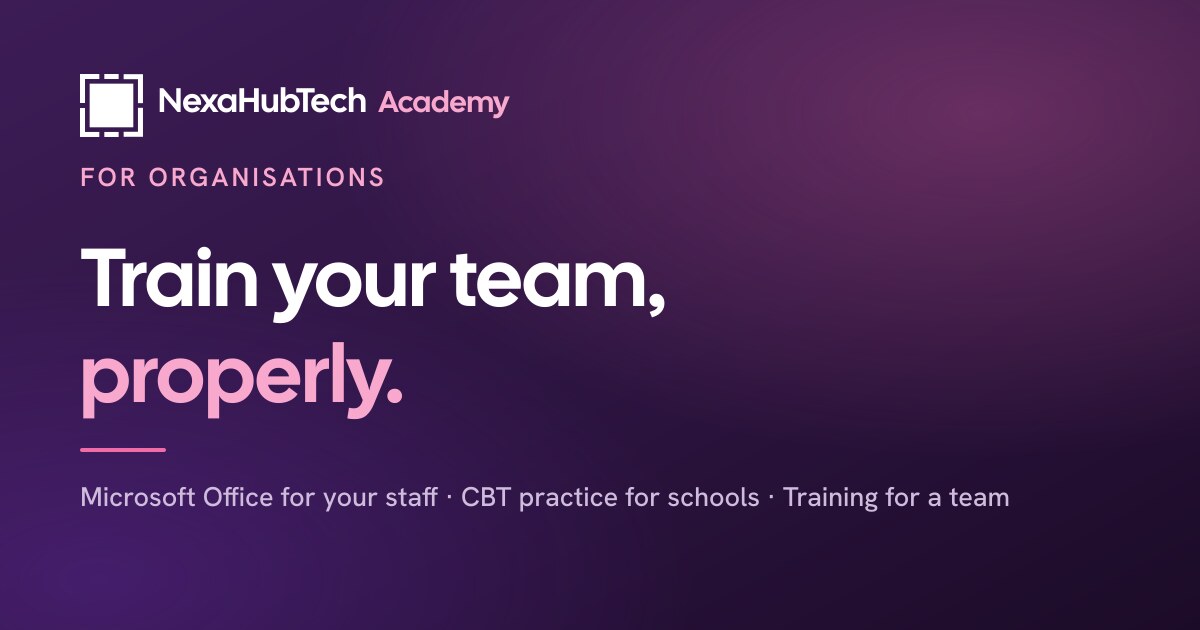 NexaHubTech Academy
FOR ORGANISATIONS
Train your team,
properly.
Microsoft Office for your staff · CBT practice for schools · Training for a team